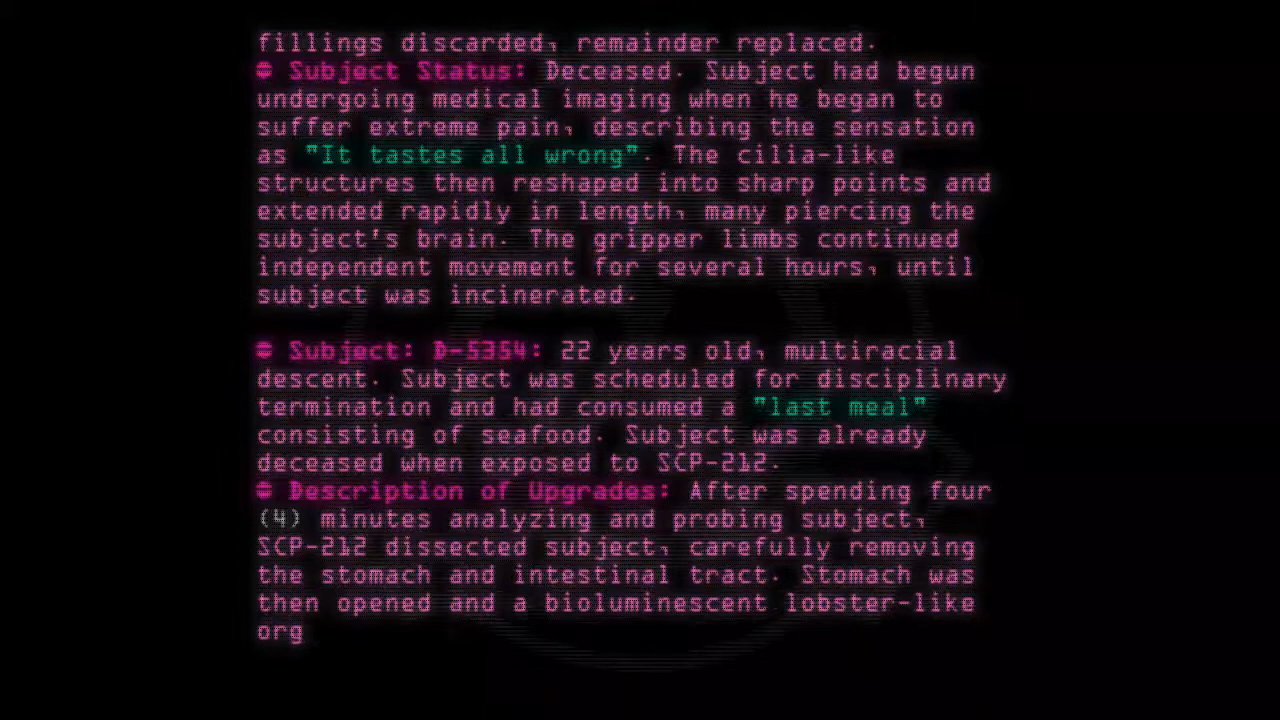 fillings discarded, remainder replaced.
⊜ Subject Status: Deceased. Subject had begun
undergoing medical imaging when he began to
suffer extreme pain, describing the sensation
as "It tastes all wrong". The cilia-like
structures then reshaped into sharp points and
extended rapidly in length, many piercing the
subject's brain. The gripper limbs continued
independent movement for several hours, until
subject was incinerated.
⊜ Subject: D-5354: 22 years old, multiracial
descent. Subject was scheduled for disciplinary
termination and had consumed a "last meal"
consisting of seafood. Subject was already
deceased when exposed to SCP-212.
⊜ Description of Upgrades: After spending four
(4) minutes analyzing and probing subject,
SCP-212 dissected subject, carefully removing
the stomach and intestinal tract. Stomach was
then opened and a bioluminescent lobster-like
org